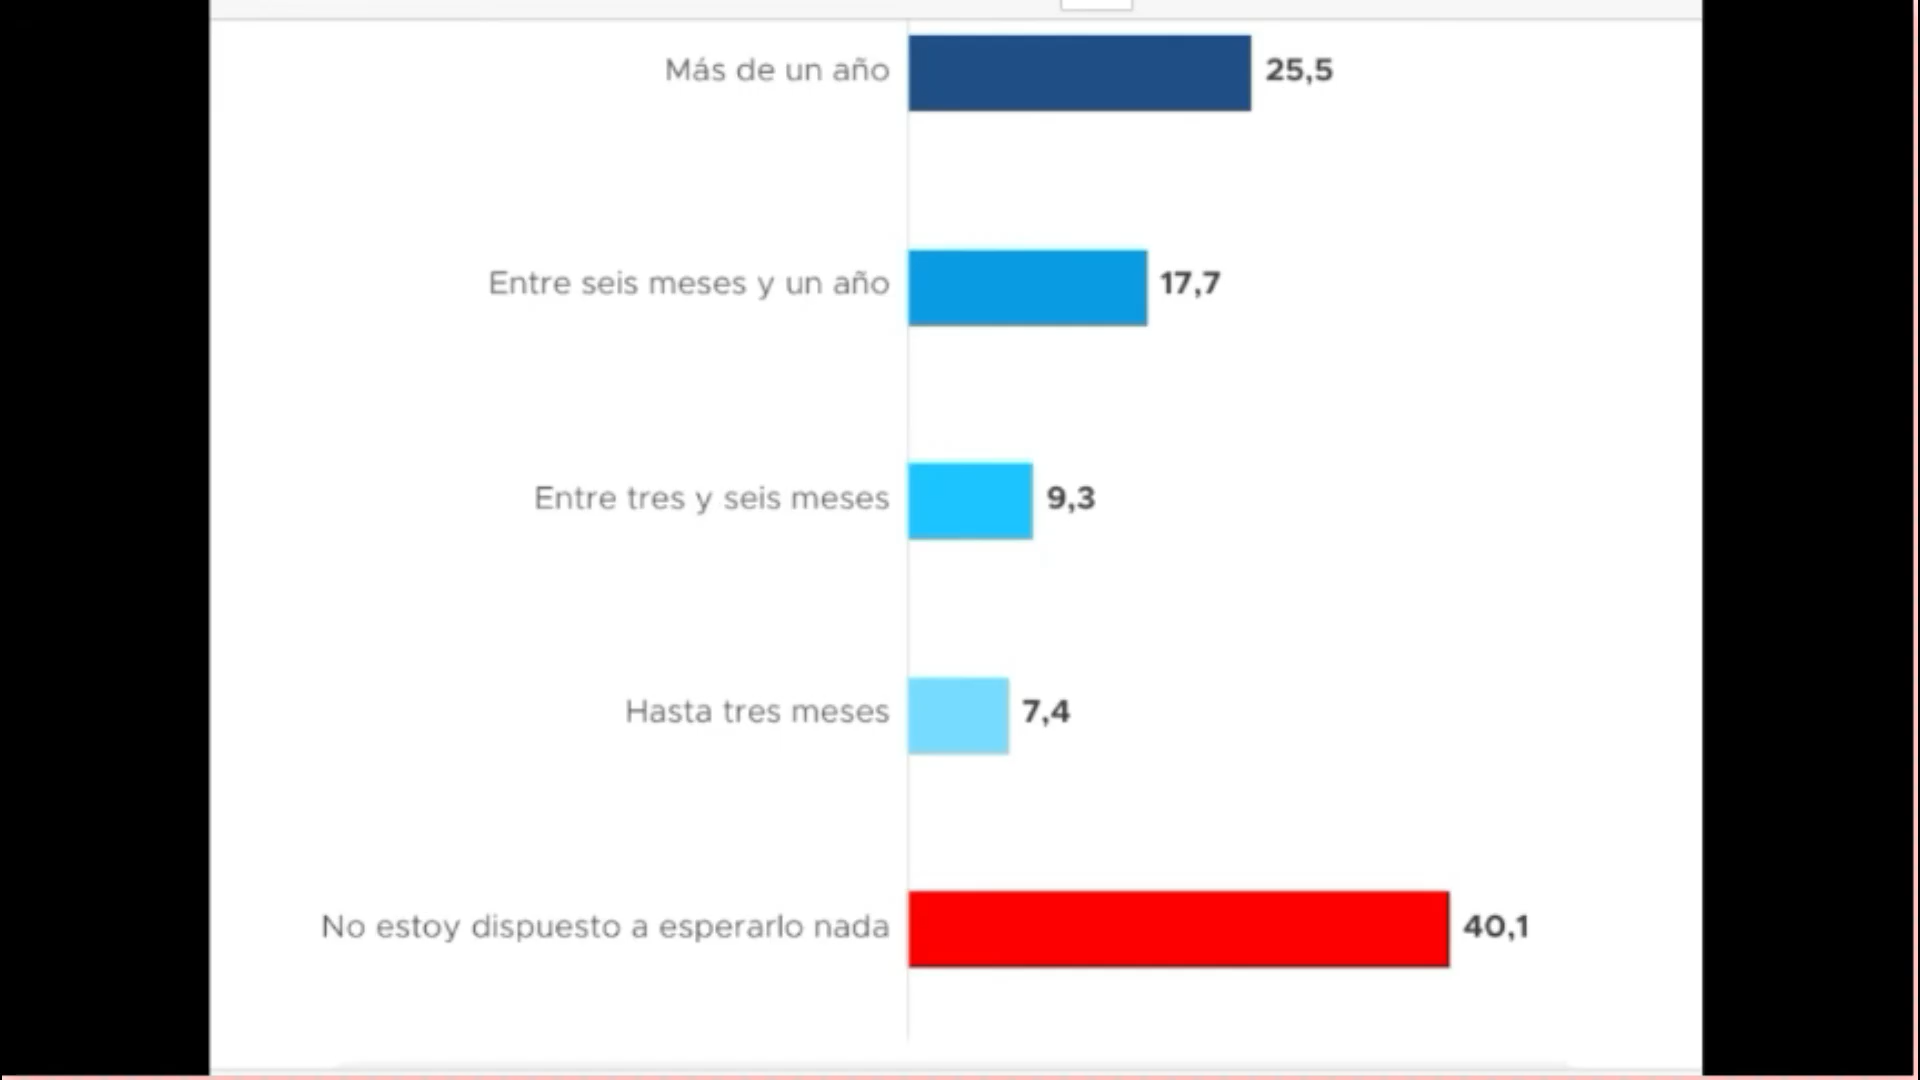 Más de un año 25,5
Entre seis meses y un año 17,7
Entre tres y seis meses 9,3
Hasta tres meses 7,4
No estoy dispuesto a esperarlo nada 40,1